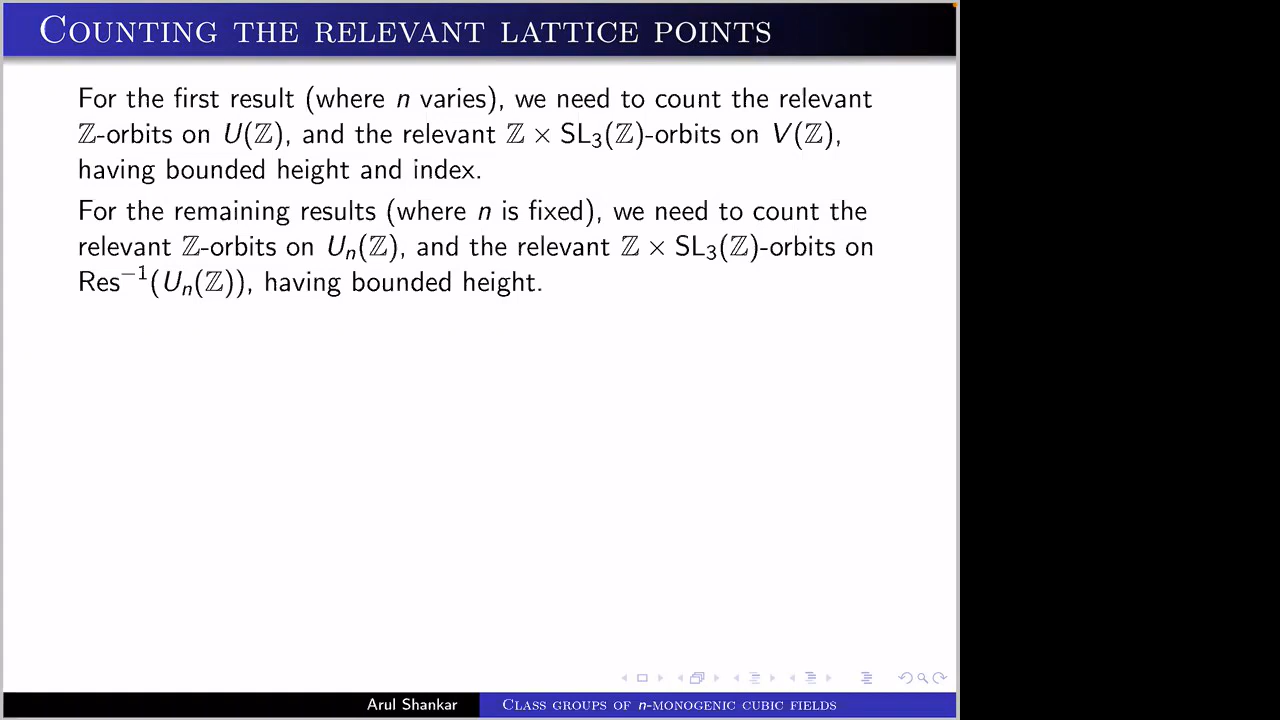 Counting the relevant lattice points
For the first result (where n varies), we need to count the relevant
ℤ-orbits on U(ℤ), and the relevant ℤ × SL₃(ℤ)-orbits on V(ℤ),
having bounded height and index.
For the remaining results (where n is fixed), we need to count the
relevant ℤ-orbits on Uₙ(ℤ), and the relevant ℤ × SL₃(ℤ)-orbits on
Res⁻¹(Uₙ(ℤ)), having bounded height.
Arul Shankar
Class groups of n-monogenic cubic fields